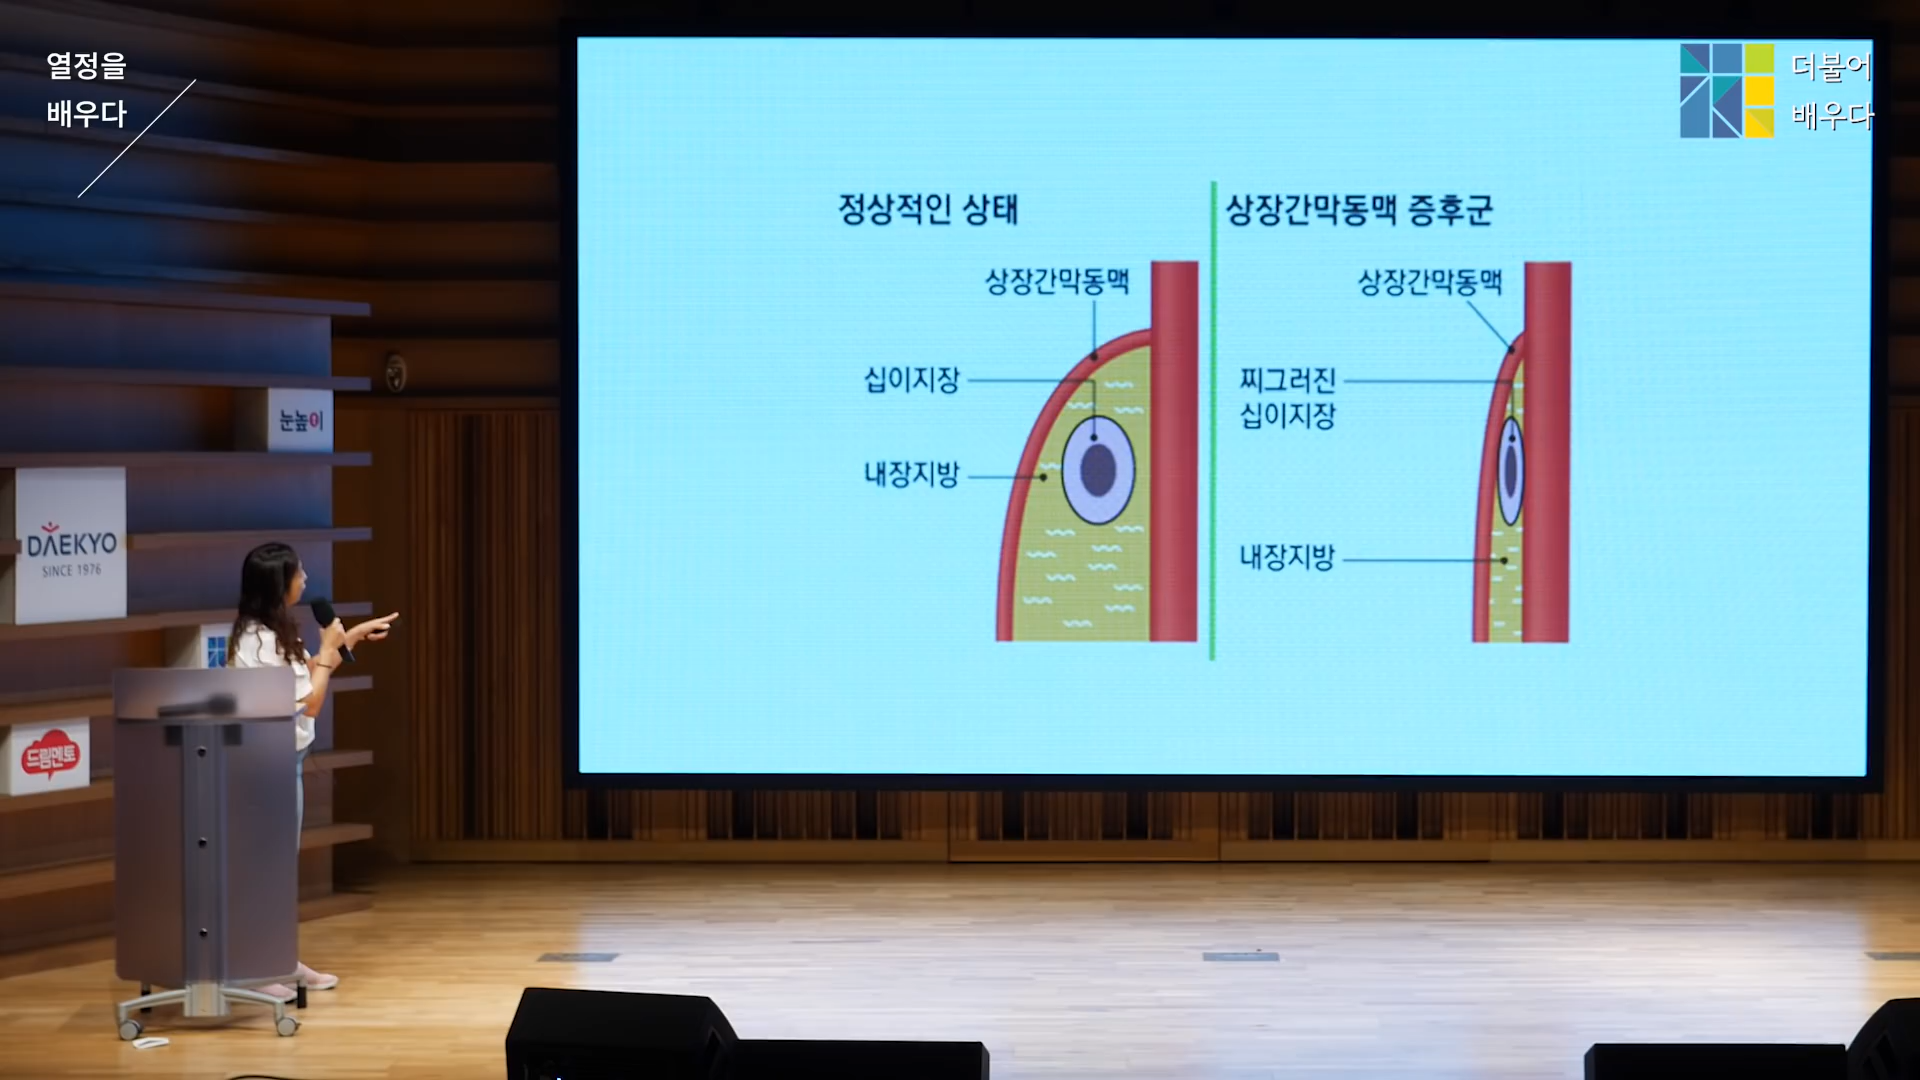 열정을
배우다
더불어
배우다
정상적인 상태
상장간막동맥
십이지장
내장지방
상장간막동맥 증후군
상장간막동맥
찌그러진
십이지장
내장지방
눈높이
DAEKYO
SINCE 1976
드림멘토